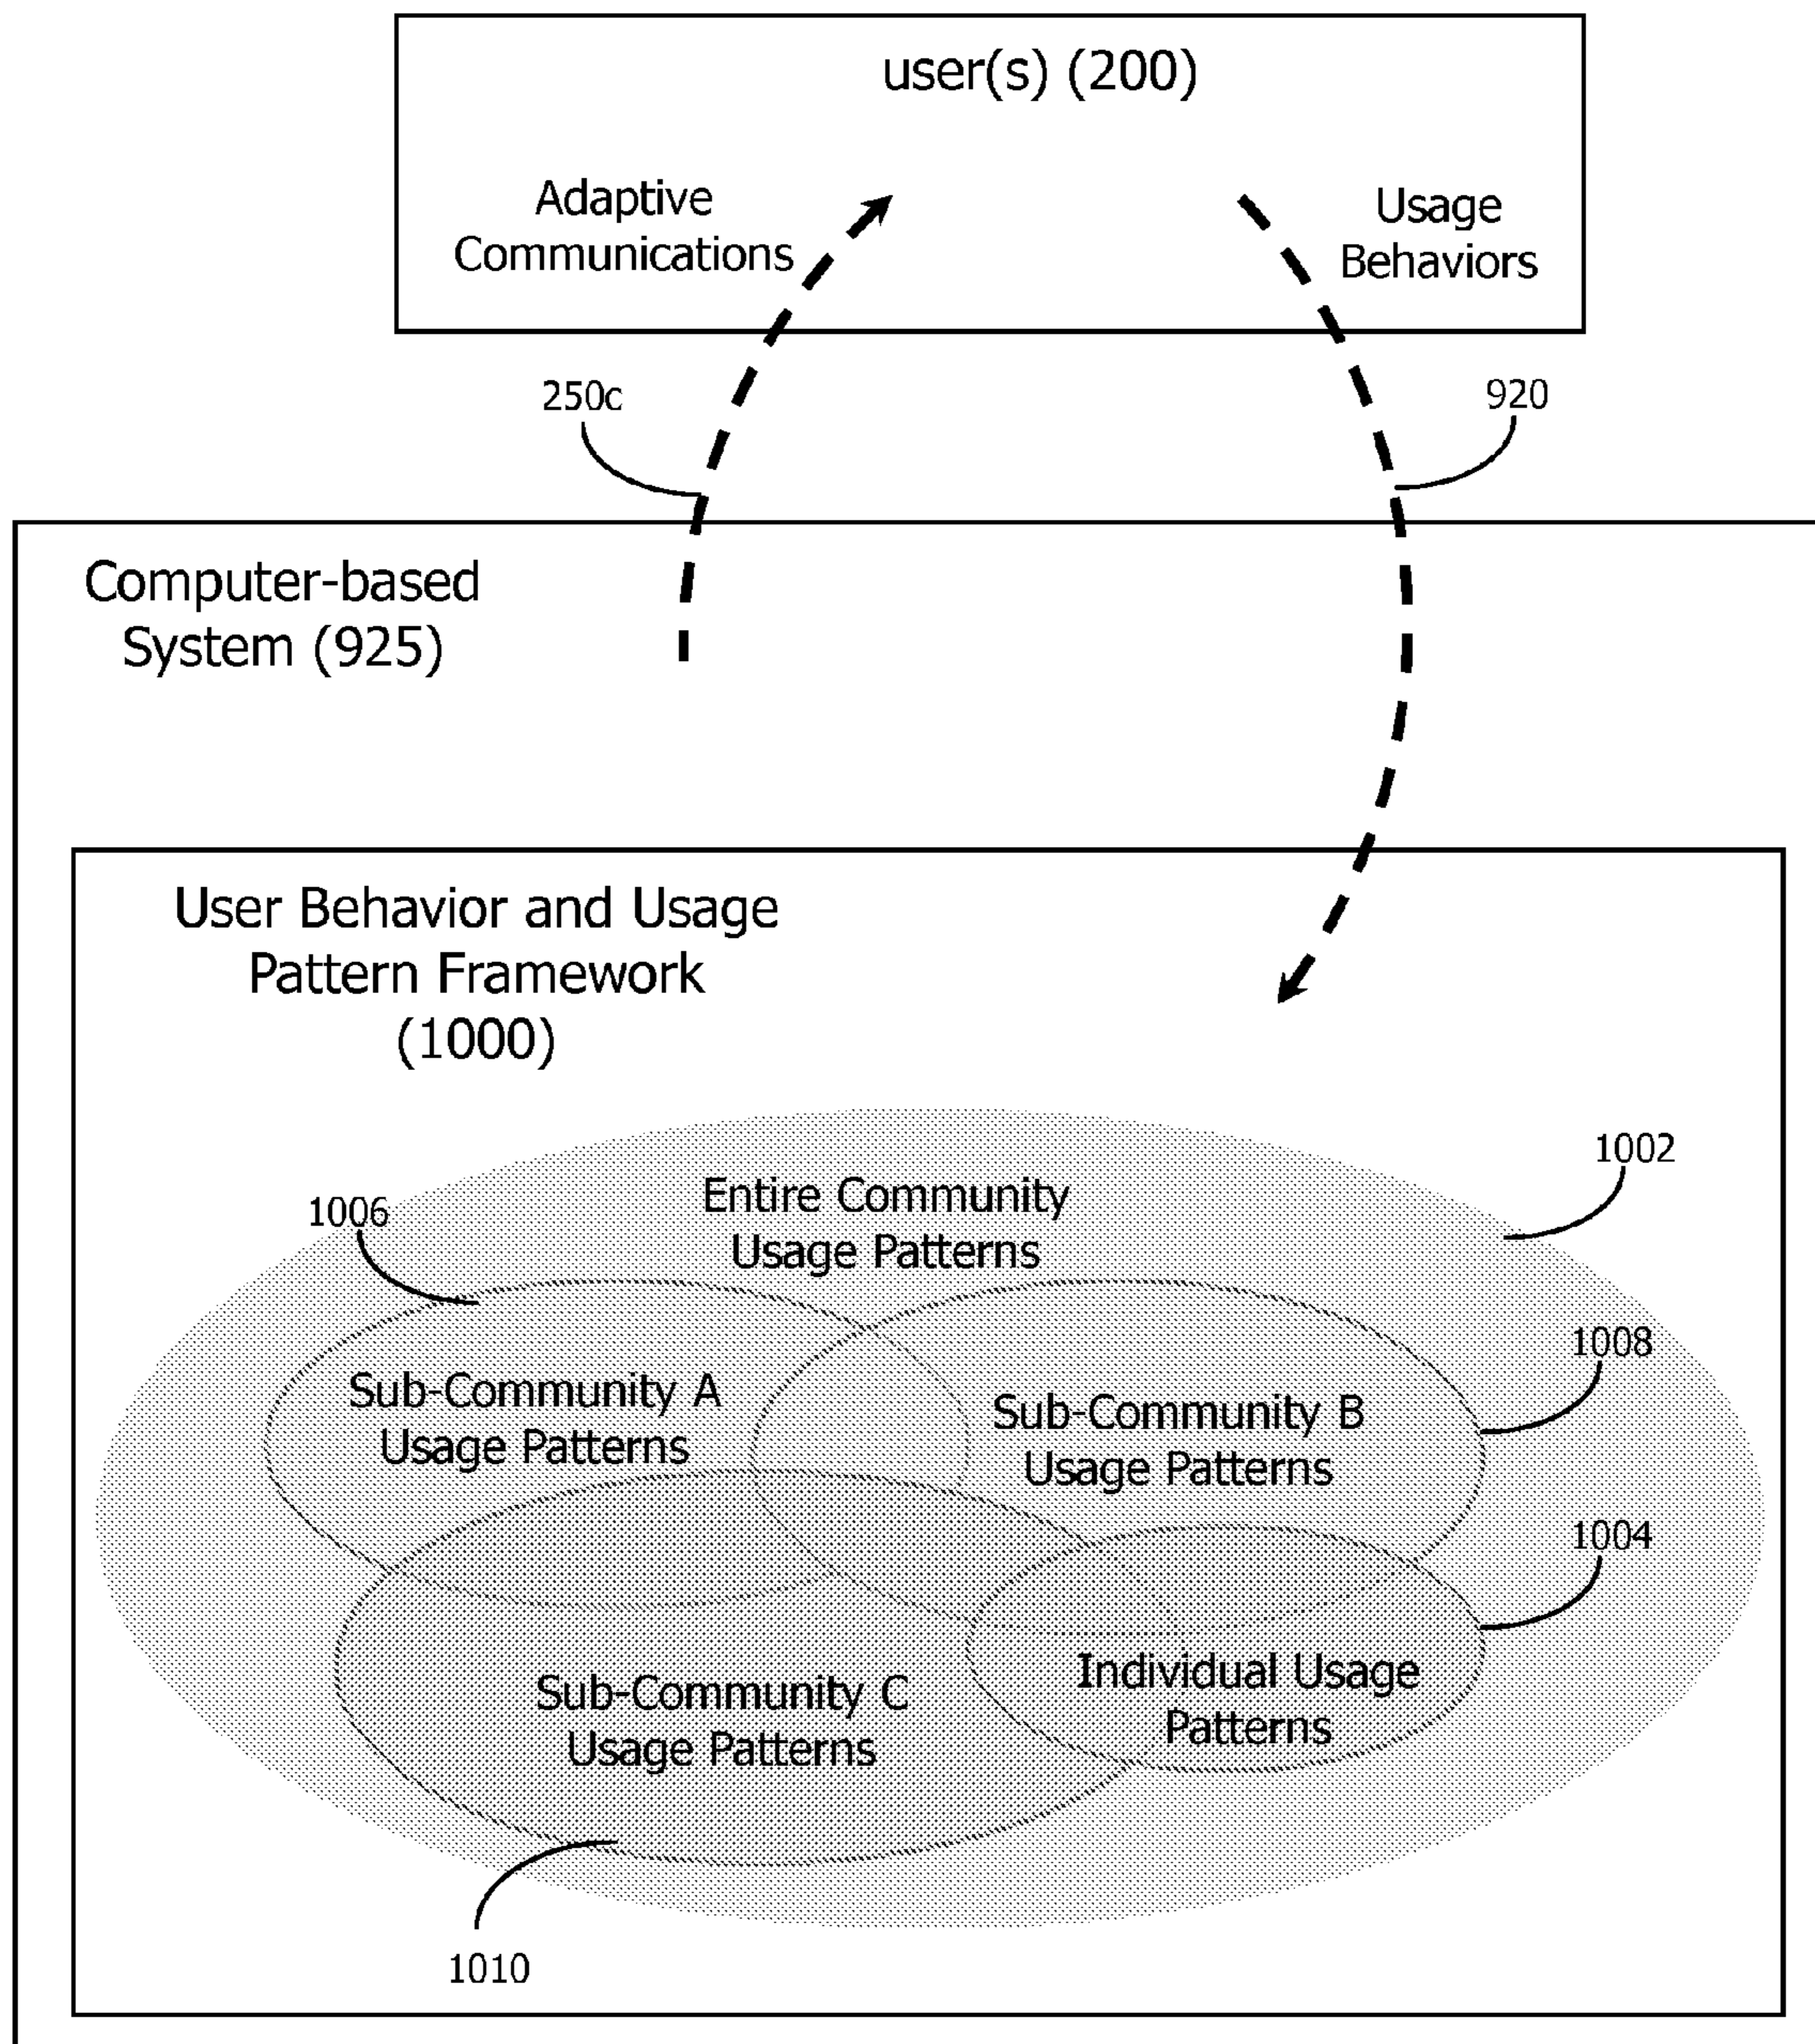 user(s) (200)
Adaptive
Communications
Usage
Behaviors
250c
920
Computer-based
System (925)
User Behavior and Usage
Pattern Framework
(1000)
1002
Entire Community
Usage Patterns
1006
1008
Sub-Community A
Usage Patterns
Sub-Community B
Usage Patterns
1004
Individual Usage
Patterns
Sub-Community C
Usage Patterns
1010